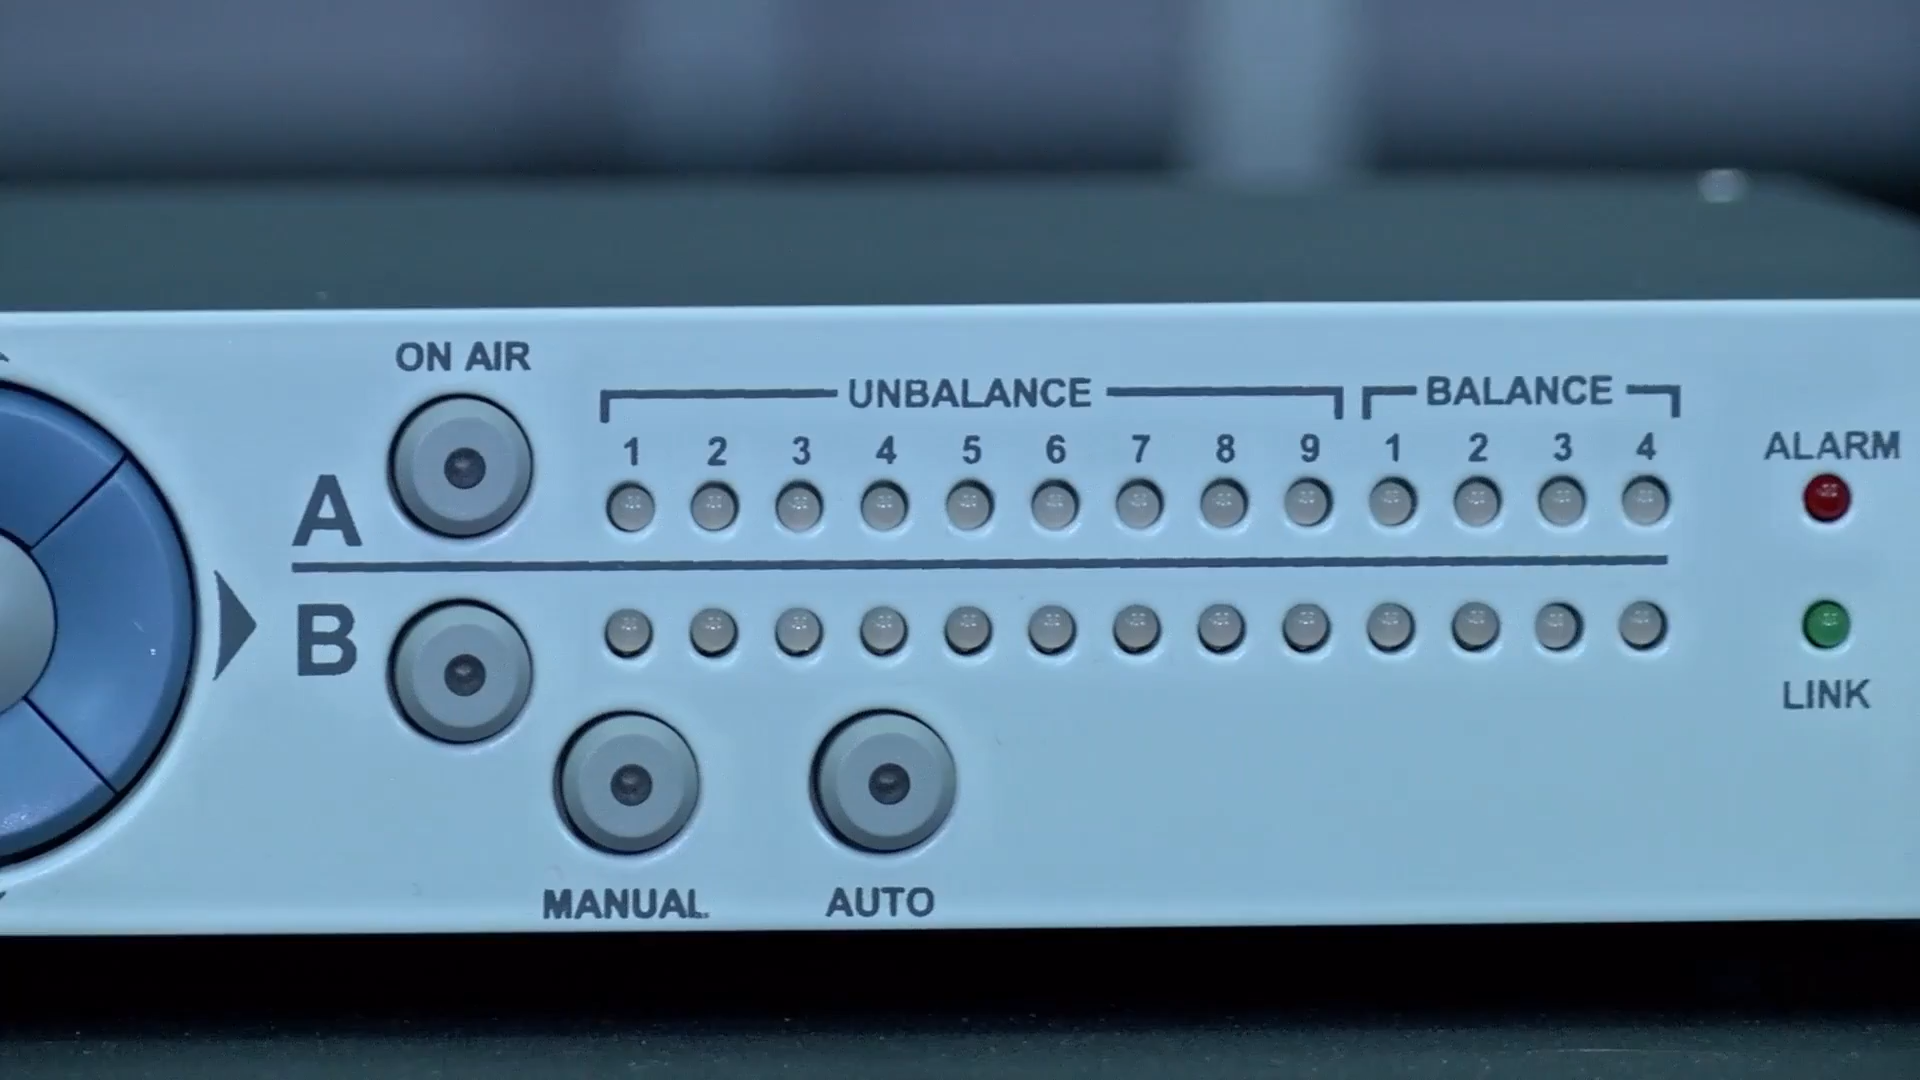 ON AIR
UNBALANCE BALANCE
1 2 3 4 5 6 7 8 9 1 2 3 4
ALARM
A
B
LINK
MANUAL
AUTO